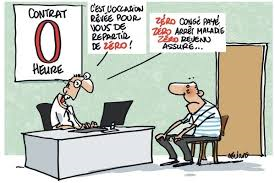 CONTRAT
0
HEURE
C'EST L'OCCASION
RÊVÉE POUR
VOUS DE
REPARTIR
DE ZÉRO !
ZÉRO CONGÉ PAYÉ
ZÉRO ARRÊT MALADIE
ZÉRO REVENU
ASSURÉ...